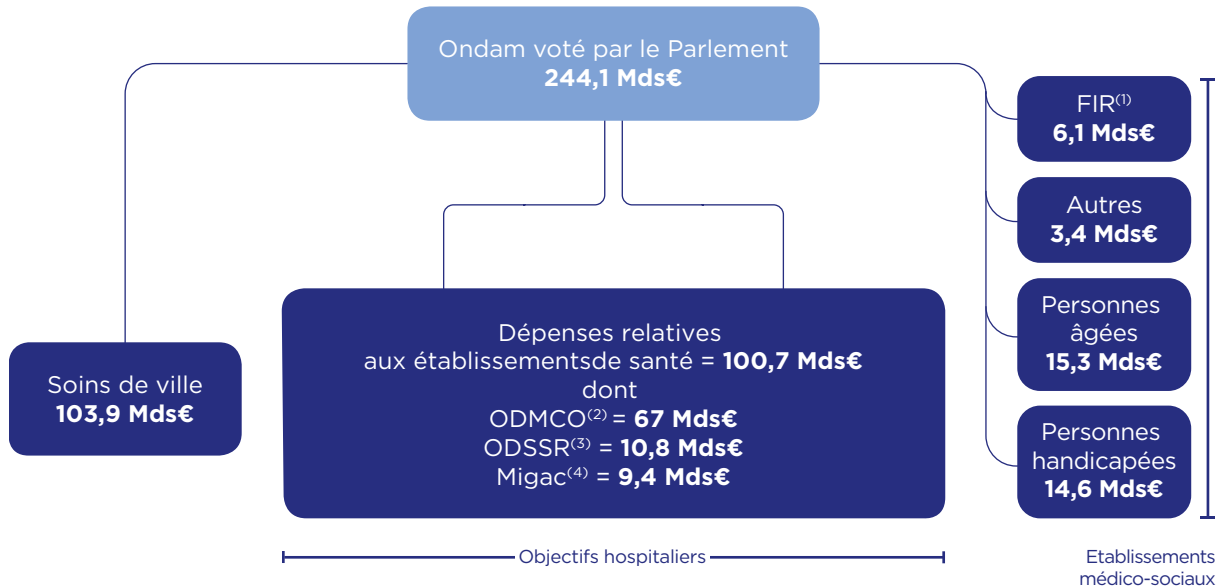 Ondam voté par le Parlement
244,1 Mds€
FIR(1)
6,1 Mds€
Autres
3,4 Mds€
Personnes
âgées
15,3 Mds€
Personnes
handicapées
14,6 Mds€
Soins de ville
103,9 Mds€
Dépenses relatives
aux établissementsde santé = 100,7 Mds€
dont
ODMCO(2) = 67 Mds€
ODSSR(3) = 10,8 Mds€
Migac(4) = 9,4 Mds€
Objectifs hospitaliers
Etablissements
médico-sociaux